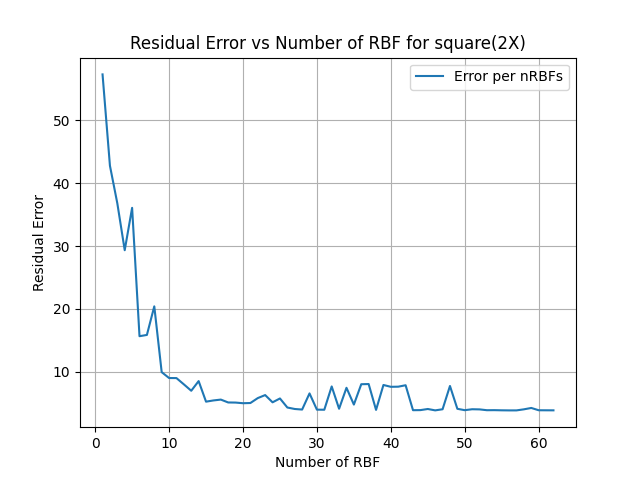 Residual Error vs Number of RBF for square(2X)
Error per nRBFs
Residual Error
50
40
30
20
10
0 10 20 30 40 50 60
Number of RBF